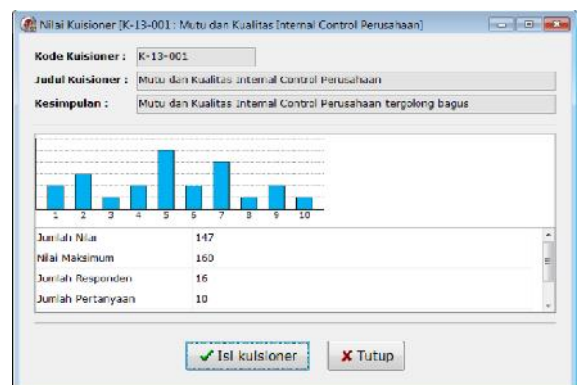 Nilai Kuisioner [K-13-001 : Mutu dan Kualitas Internal Control Perusahaan]
Kode Kuisioner : K-13-001
Judul Kuisioner : Mutu dan Kualitas Internal Control Perusahaan
Kesimpulan : Mutu dan Kualitas Internal Control Perusahaan tergolong bagus
1 2 3 4 5 6 7 8 9 10
Jumlah Nilai 147
Nilai Maksimum 160
Jumlah Responden 16
Jumlah Pertanyaan 10
Isi kuisioner Tutup